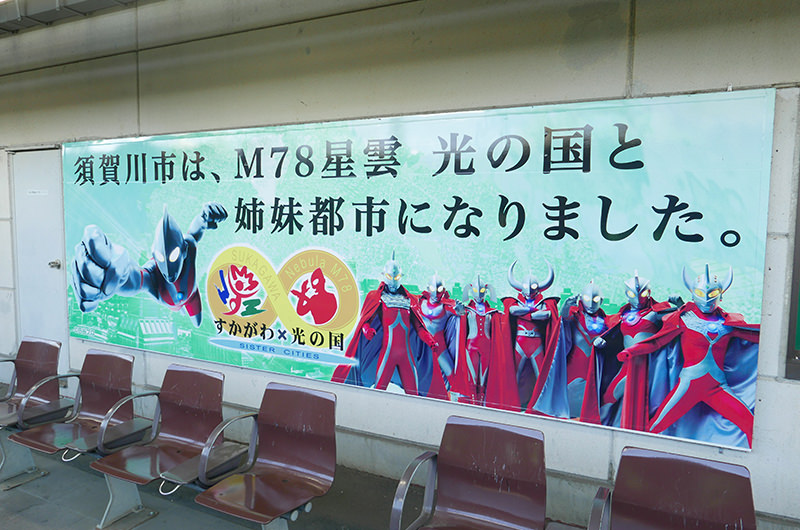 須賀川市は、M78星雲 光の国と
姉妹都市になりました。
SUKAGAWA
Nebula M78
すかがわ×光の国
SISTER CITIES